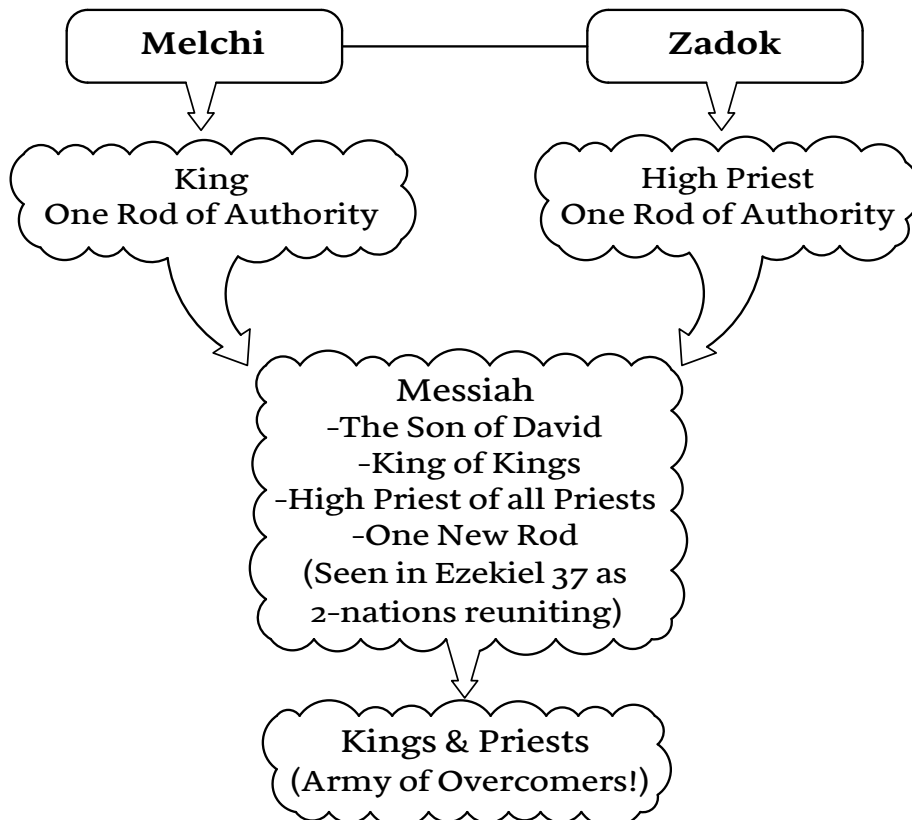 Melchi
Zadok
King
One Rod of Authority
High Priest
One Rod of Authority
Messiah
-The Son of David
-King of Kings
-High Priest of all Priests
-One New Rod
(Seen in Ezekiel 37 as
2-nations reuniting)
Kings & Priests
(Army of Overcomers!)